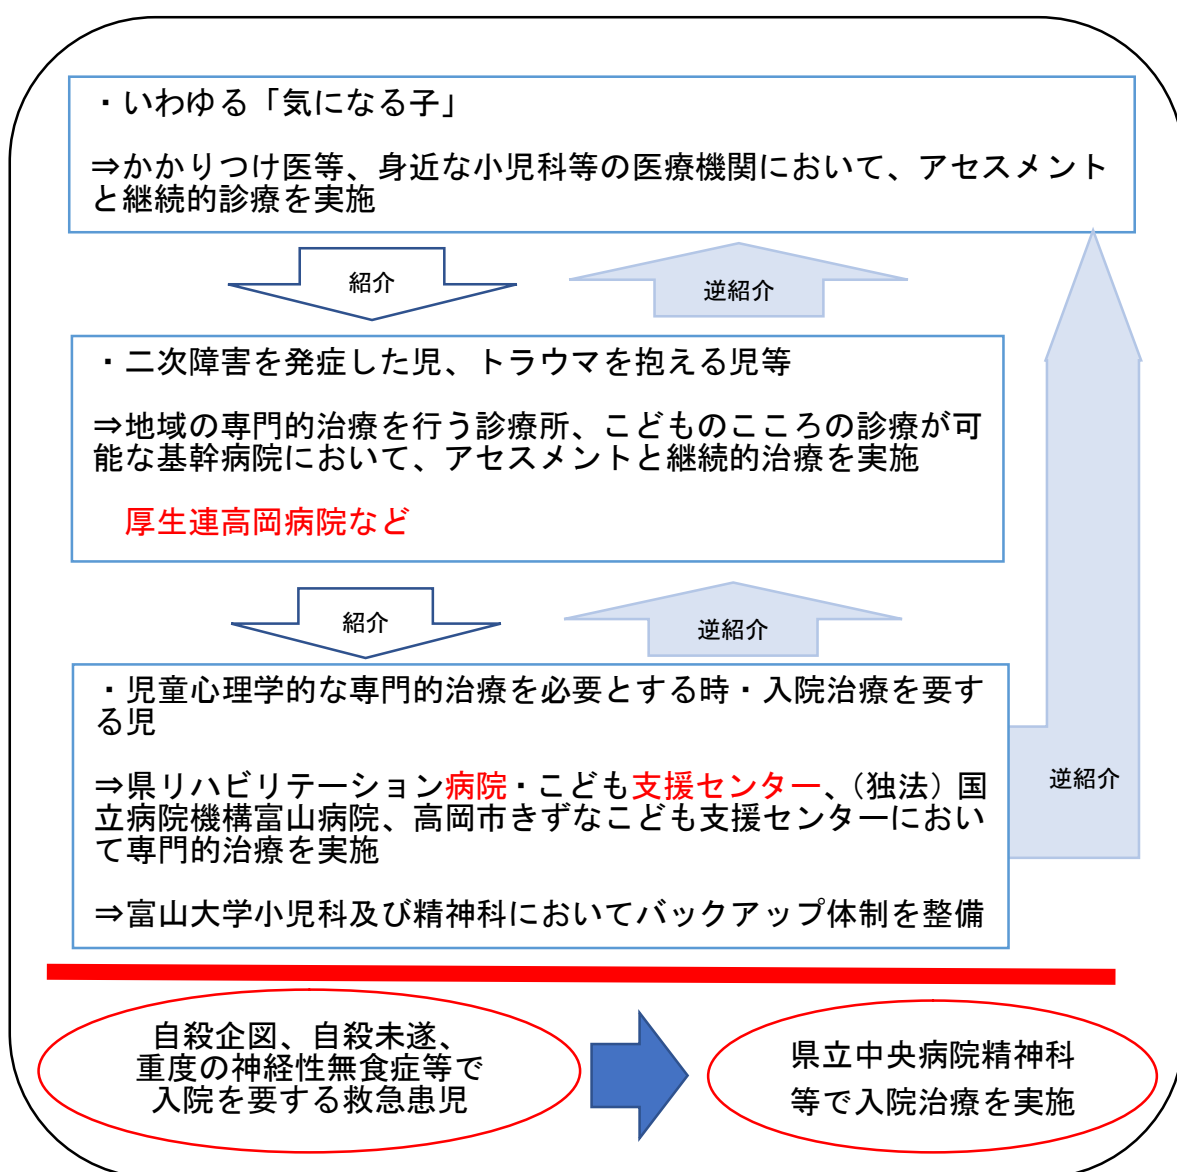 ・いわゆる「気になる子」
⇒かかりつけ医等、身近な小児科等の医療機関において、アセスメント
と継続的診療を実施
紹介
逆紹介
・二次障害を発症した児、トラウマを抱える児等
⇒地域の専門的治療を行う診療所、こどものこころの診療が可
能な基幹病院において、アセスメントと継続的治療を実施
厚生連高岡病院など
紹介
逆紹介
・児童心理学的な専門的治療を必要とする時・入院治療を要す
る児
⇒県リハビリテーション病院・こども支援センター、（独法）国
立病院機構富山病院、高岡市きずなこども支援センターにおい
て専門的治療を実施
⇒富山大学小児科及び精神科においてバックアップ体制を整備
逆紹介
自殺企図、自殺未遂、
重度の神経性無食症等で
入院を要する救急患児
県立中央病院精神科
等で入院治療を実施